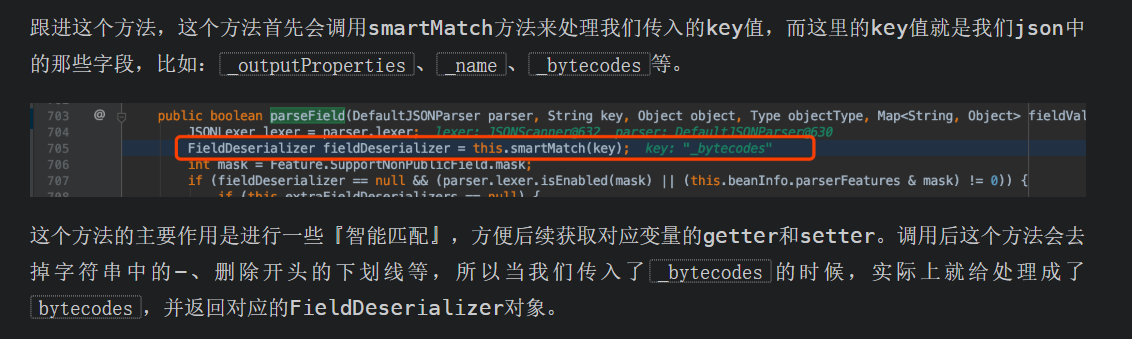 跟进这个方法，这个方法首先会调用smartMatch方法来处理我们传入的key值，而这里的key值就是我们json中
的那些字段，比如：_outputProperties、_name、_bytecodes等。
703 @ public boolean parseField(DefaultJSONParser parser, String key, Object object, Type objectType, Map<String, Object> fieldVal
704 JSONLexer lexer = parser.lexer; lexer: JSONScanner@632 parser: DefaultJSONParser@630
705 FieldDeserializer fieldDeserializer = this.smartMatch(key); key: "_bytecodes"
706 int mask = Feature.SupportNonPublicField.mask;
707 if (fieldDeserializer == null && (parser.lexer.isEnabled(mask) || (this.beanInfo.parserFeatures & mask) != 0)) {
708 if (this.extraFieldDeserializers == null) {
这个方法的主要作用是进行一些『智能匹配』，方便后续获取对应变量的getter和setter。调用后这个方法会去
掉字符串中的-、删除开头的下划线等，所以当我们传入了_bytecodes的时候，实际上就给处理成了
bytecodes，并返回对应的FieldDeserializer对象。